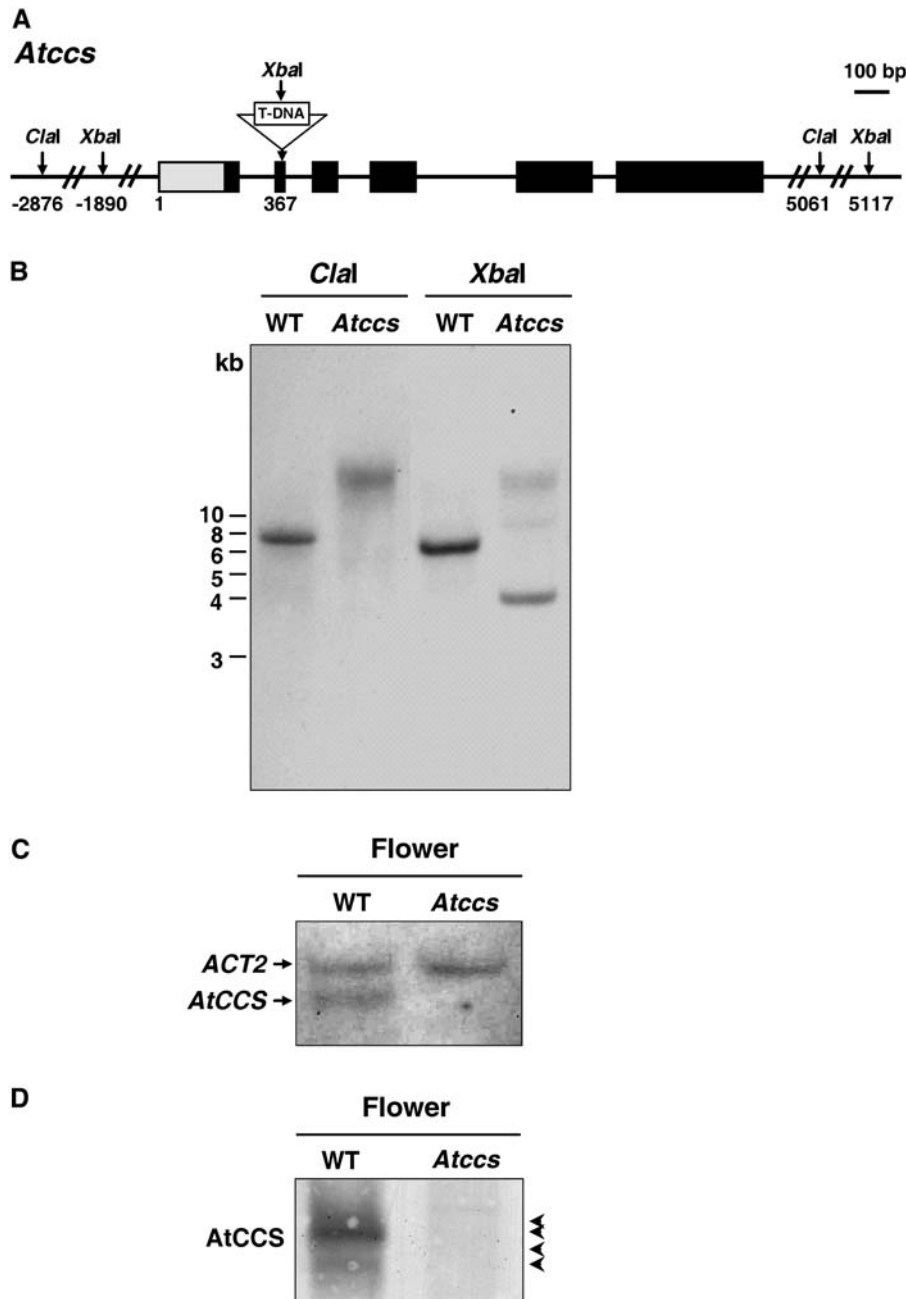 A
Atccs
XbaI
100 bp
T-DNA
ClaI XbaI ClaI XbaI
-2876 -1890 1 367 5061 5117
B
ClaI XbaI
WT Atccs WT Atccs
kb
10
8
6
5
4
3
C
Flower
WT Atccs
ACT2
AtCCS
D
Flower
WT Atccs
AtCCS